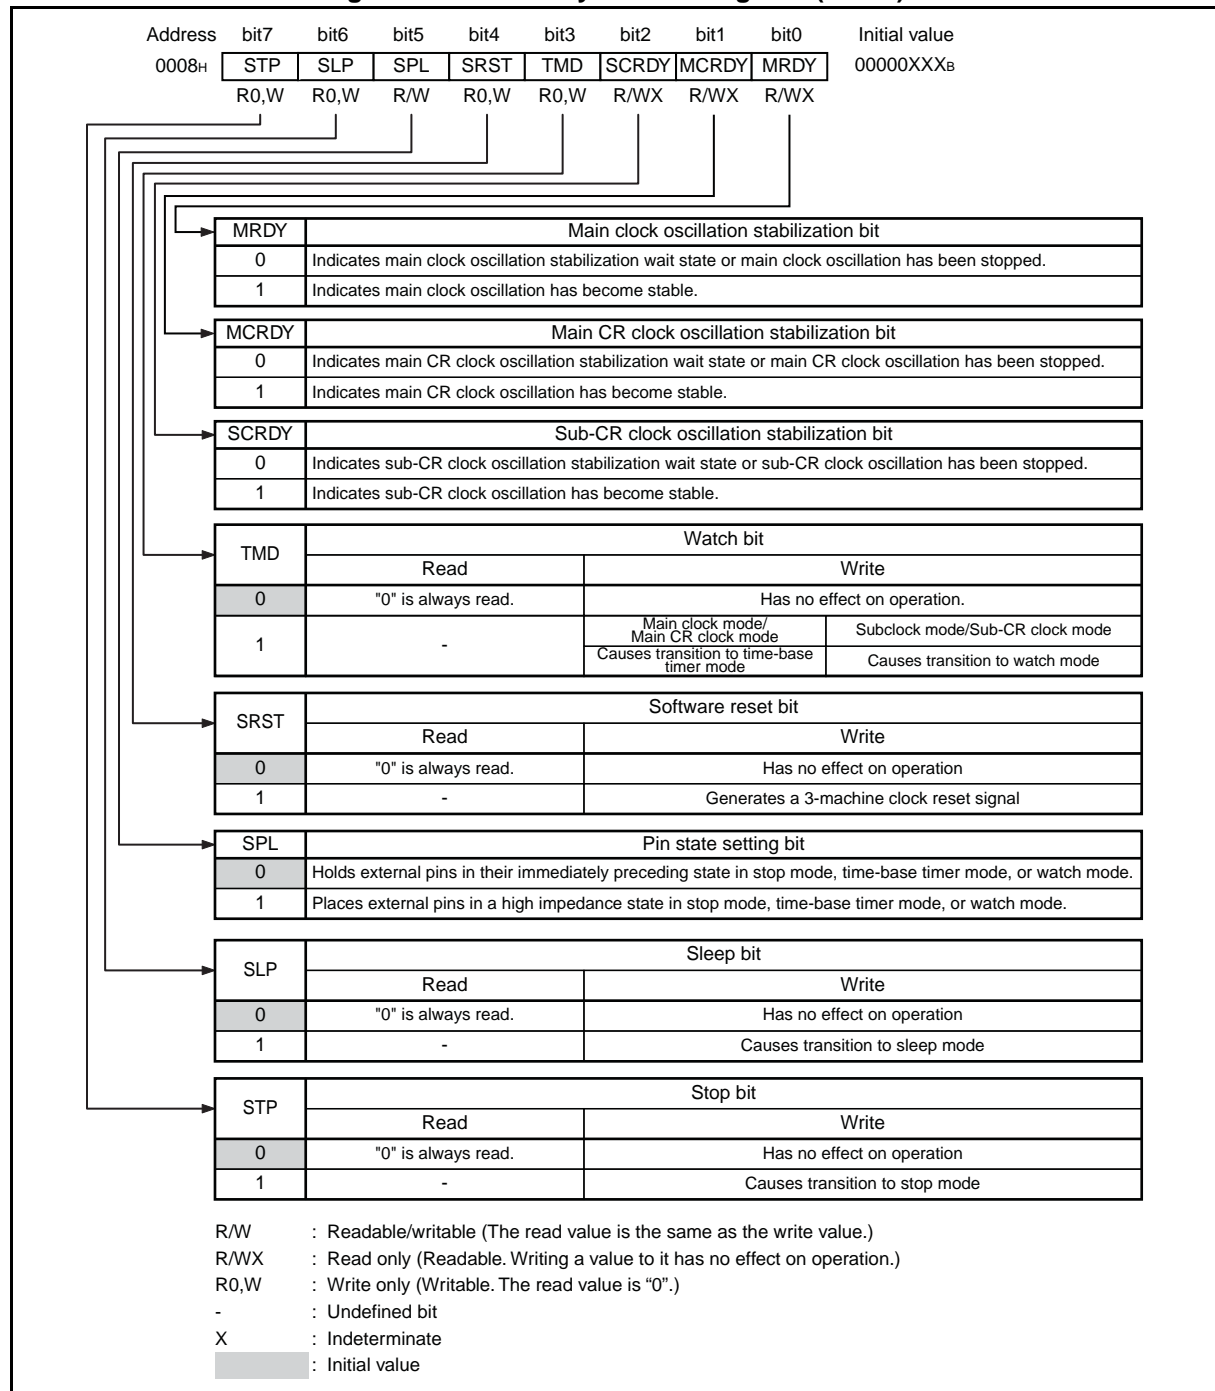 Address bit7 bit6 bit5 bit4 bit3 bit2 bit1 bit0 Initial value
0008H STP SLP SPL SRST TMD SCRDY MCRDY MRDY 00000XXXB
R0,W R0,W R/W R0,W R0,W R/WX R/WX R/WX
MRDY Main clock oscillation stabilization bit
0 Indicates main clock oscillation stabilization wait state or main clock oscillation has been stopped.
1 Indicates main clock oscillation has become stable.
MCRDY Main CR clock oscillation stabilization bit
0 Indicates main CR clock oscillation stabilization wait state or main CR clock oscillation has been stopped.
1 Indicates main CR clock oscillation has become stable.
SCRDY Sub-CR clock oscillation stabilization bit
0 Indicates sub-CR clock oscillation stabilization wait state or sub-CR clock oscillation has been stopped.
1 Indicates sub-CR clock oscillation has become stable.
TMD Watch bit
Read Write
0 "0" is always read. Has no effect on operation.
1 - Main clock mode/
Main CR clock mode Subclock mode/Sub-CR clock mode
Causes transition to time-base
timer mode Causes transition to watch mode
SRST Software reset bit
Read Write
0 "0" is always read. Has no effect on operation
1 - Generates a 3-machine clock reset signal
SPL Pin state setting bit
0 Holds external pins in their immediately preceding state in stop mode, time-base timer mode, or watch mode.
1 Places external pins in a high impedance state in stop mode, time-base timer mode, or watch mode.
SLP Sleep bit
Read Write
0 "0" is always read. Has no effect on operation
1 - Causes transition to sleep mode
STP Stop bit
Read Write
0 "0" is always read. Has no effect on operation
1 - Causes transition to stop mode
R/W : Readable/writable (The read value is the same as the write value.)
R/WX : Read only (Readable. Writing a value to it has no effect on operation.)
R0,W : Write only (Writable. The read value is “0”.)
- : Undefined bit
X : Indeterminate
: Initial value